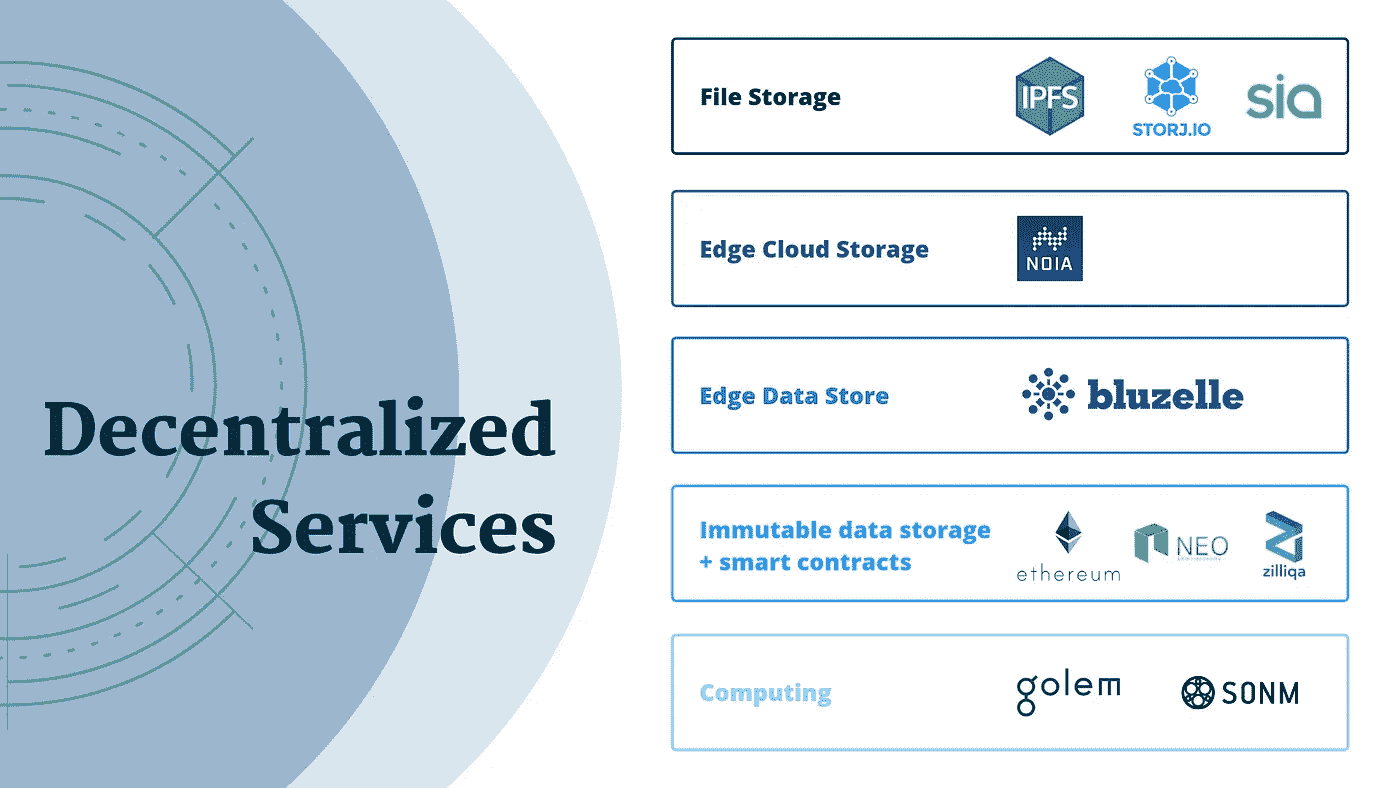 Decentralized
Services
File Storage
IPFS
STORJ.IO
sia
Edge Cloud Storage
NOIA
Edge Data Store
bluzelle
Immutable data storage
+ smart contracts
ethereum
NEO
zilliqa
Computing
golem
SONM